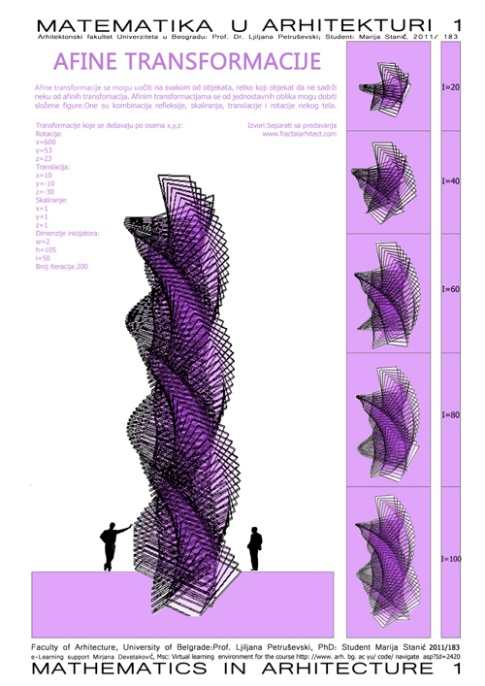 MATEMATIKA U ARHITEKTURI 1
Arhitektonski fakultet Univerziteta u Beogradu: Prof. Dr. Ljiljana Petruševski; Student: Marija Stanić, 2011/ 183
AFINE TRANSFORMACIJE
Afine transformacije se mogu uočiti na svakom od objekata, retko koji objekat da ne sadrži
neku od afinih transfomacija. Afinim transformacijama se od jednostavnih oblika mogu dobiti
složene figure.One su kombinacija refleksije, skaliranja, translacije i rotacije nekog tela.
Transformacije koje se dešavaju po osama x,y,z:
Rotacija:
x=600
y=53
z=23
Translacija:
x=10
y=-10
z=-30
Skaliranje:
x=1
y=1
z=1
Dimenzije inicijatora:
w=2
h=105
l=50
Broj iteracija:200
Izvori:Separati sa predavanja
www.fractalarhitect.com
I=20
I=40
I=60
I=80
I=100
Faculty of Arhitecture, University of Belgrade:Prof. Ljiljana Petruševski, PhD: Student Marija Stanić 2011/183
e-Learning support Mirjana Devetaković, Msc: Virtual learning environment for the course http: //www. arh. bg. ac yu/ code/ navigate asp?Id=2420
MATHEMATICS IN ARHITECTURE 1